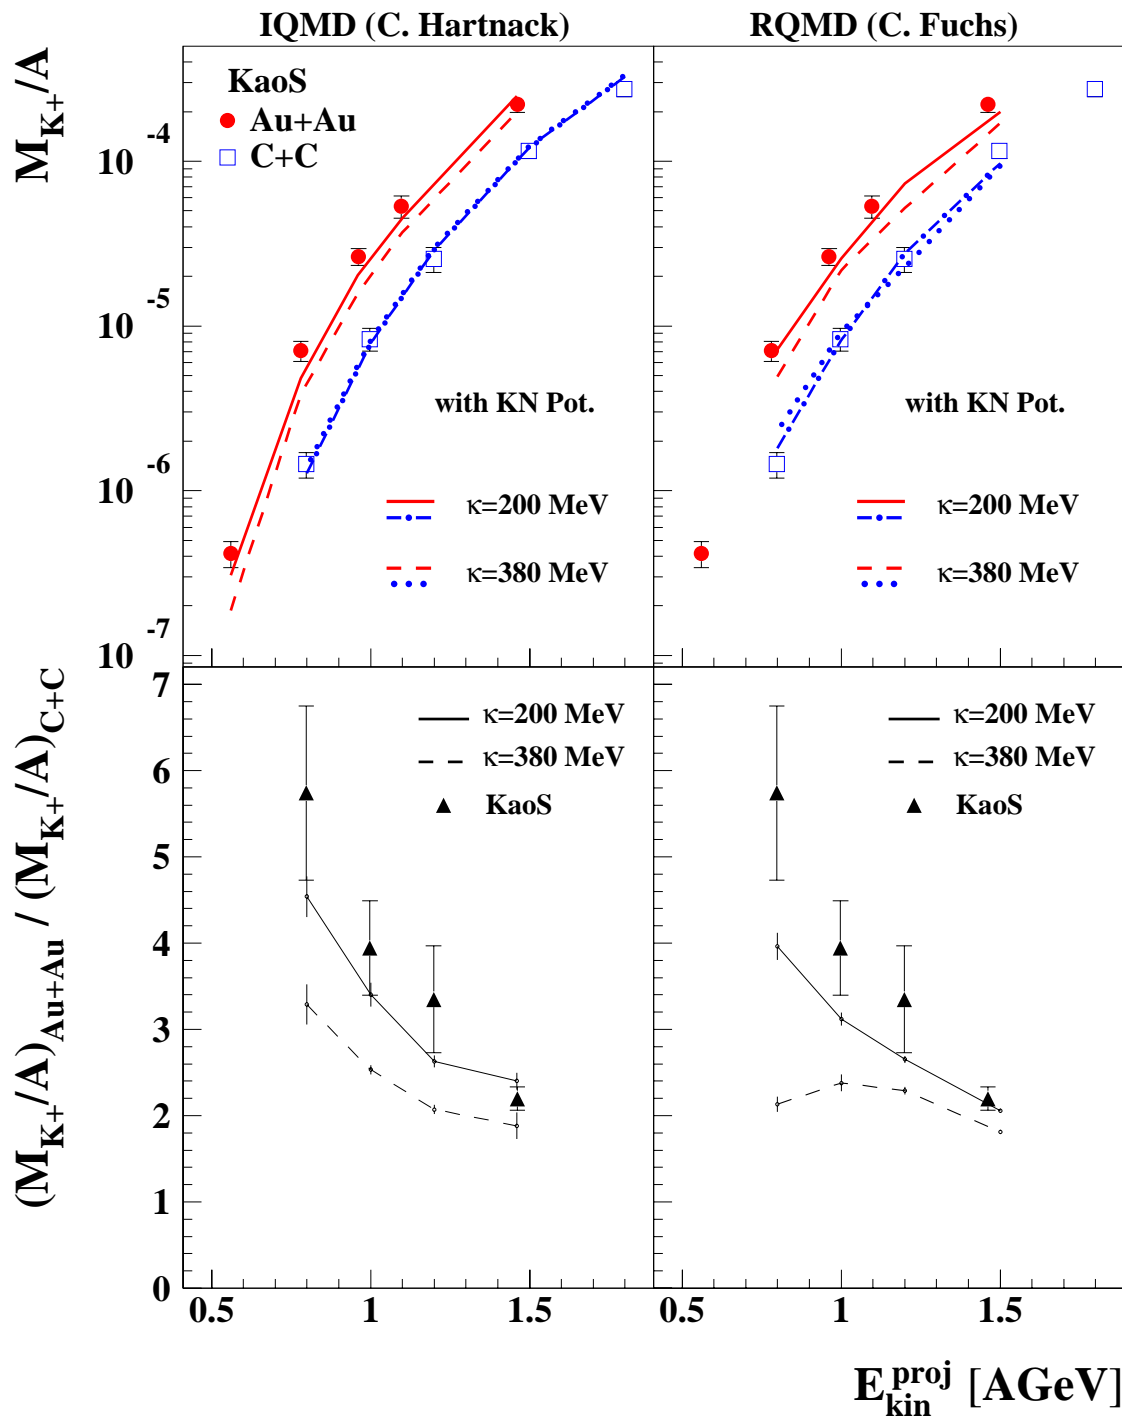 IQMD (C. Hartnack)
RQMD (C. Fuchs)
M_K+/A
KaoS
Au+Au
C+C
10^-4
10^-5
10^-6
10^-7
with KN Pot.
κ=200 MeV
κ=380 MeV
with KN Pot.
κ=200 MeV
κ=380 MeV
(M_K+/A)_Au+Au / (M_K+/A)_C+C
7
6
5
4
3
2
1
0
κ=200 MeV
κ=380 MeV
KaoS
κ=200 MeV
κ=380 MeV
KaoS
0.5 1 1.5
0.5 1 1.5
E_kin^proj [AGeV]